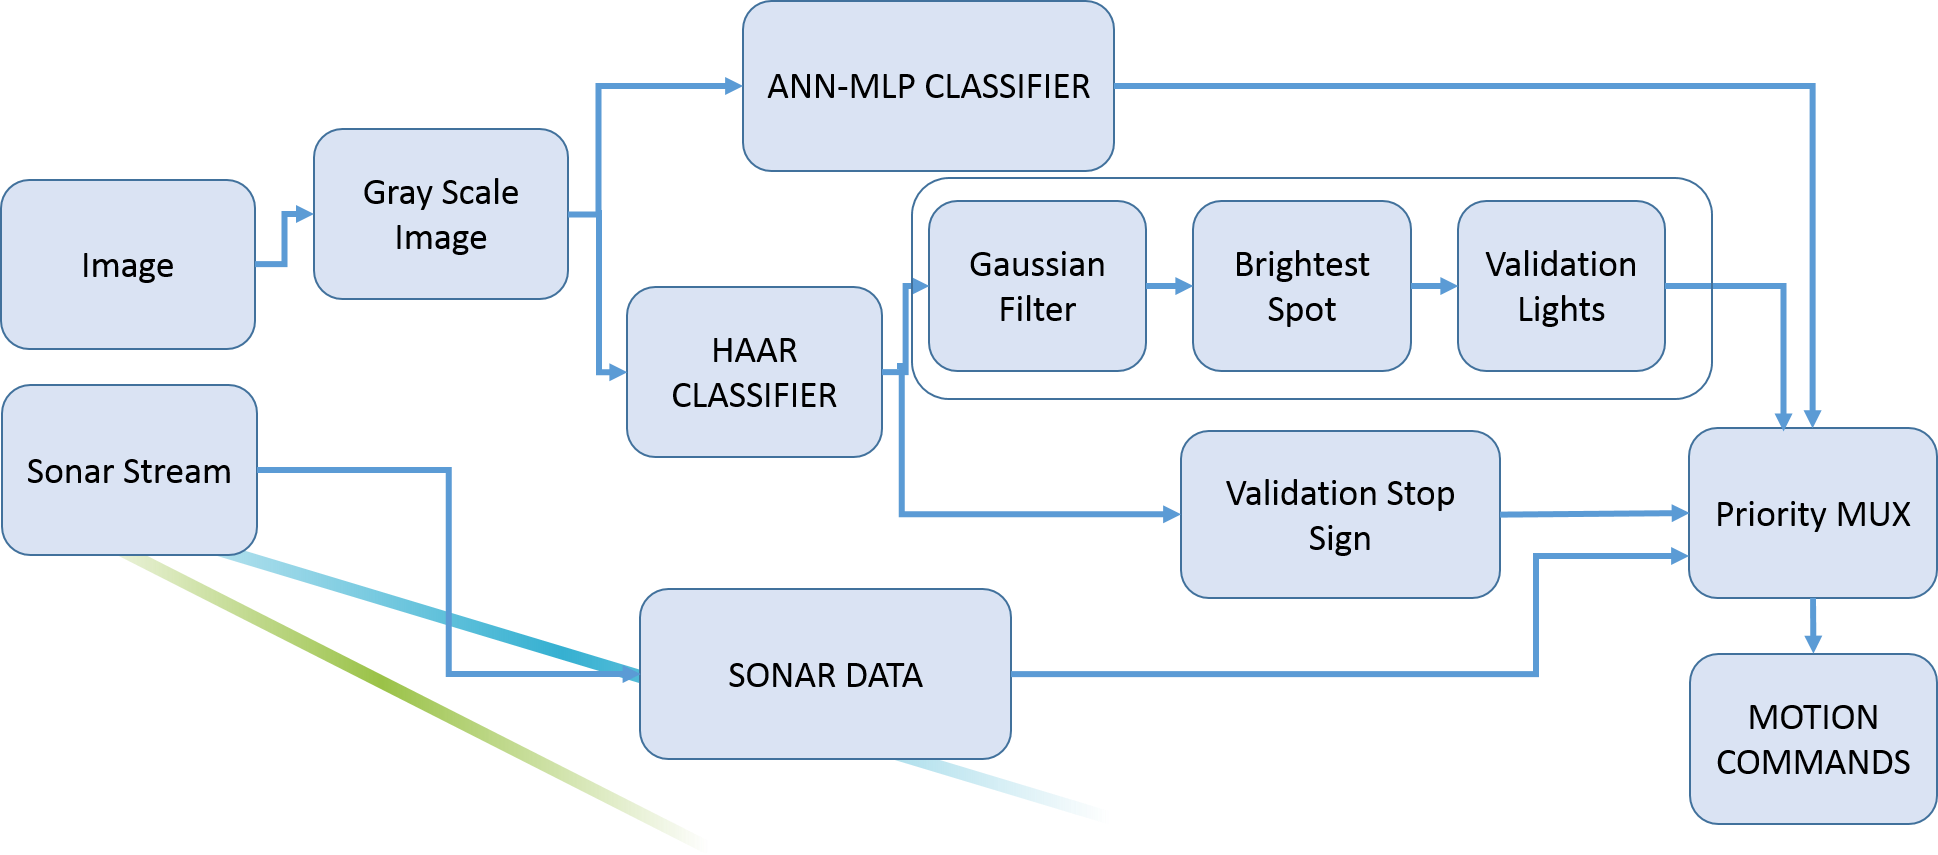 ANN-MLP CLASSIFIER
Gray Scale
Image
Image
Gaussian
Filter
Brightest
Spot
Validation
Lights
HAAR
CLASSIFIER
Sonar Stream
Validation Stop
Sign
Priority MUX
SONAR DATA
MOTION
COMMANDS